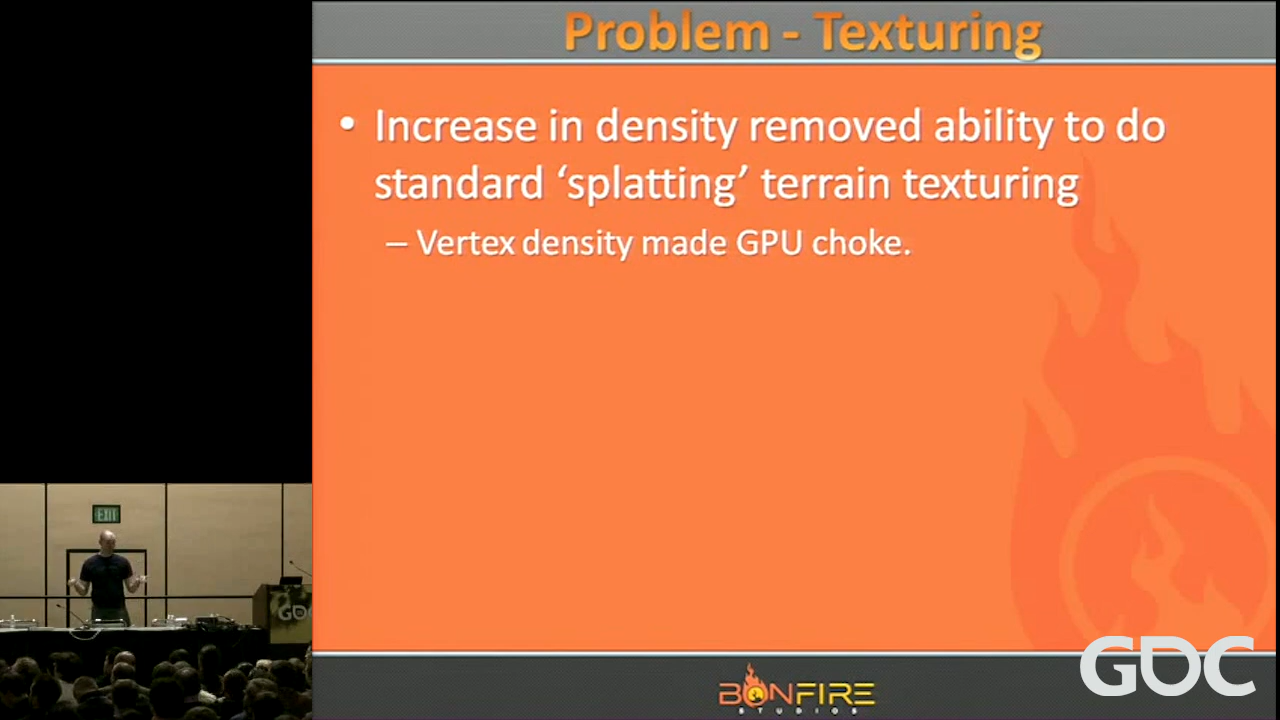 Problem - Texturing
• Increase in density removed ability to do
standard ‘splatting’ terrain texturing
– Vertex density made GPU choke.
EXIT
GDC
BONFIRE
STUDIOS
GDC